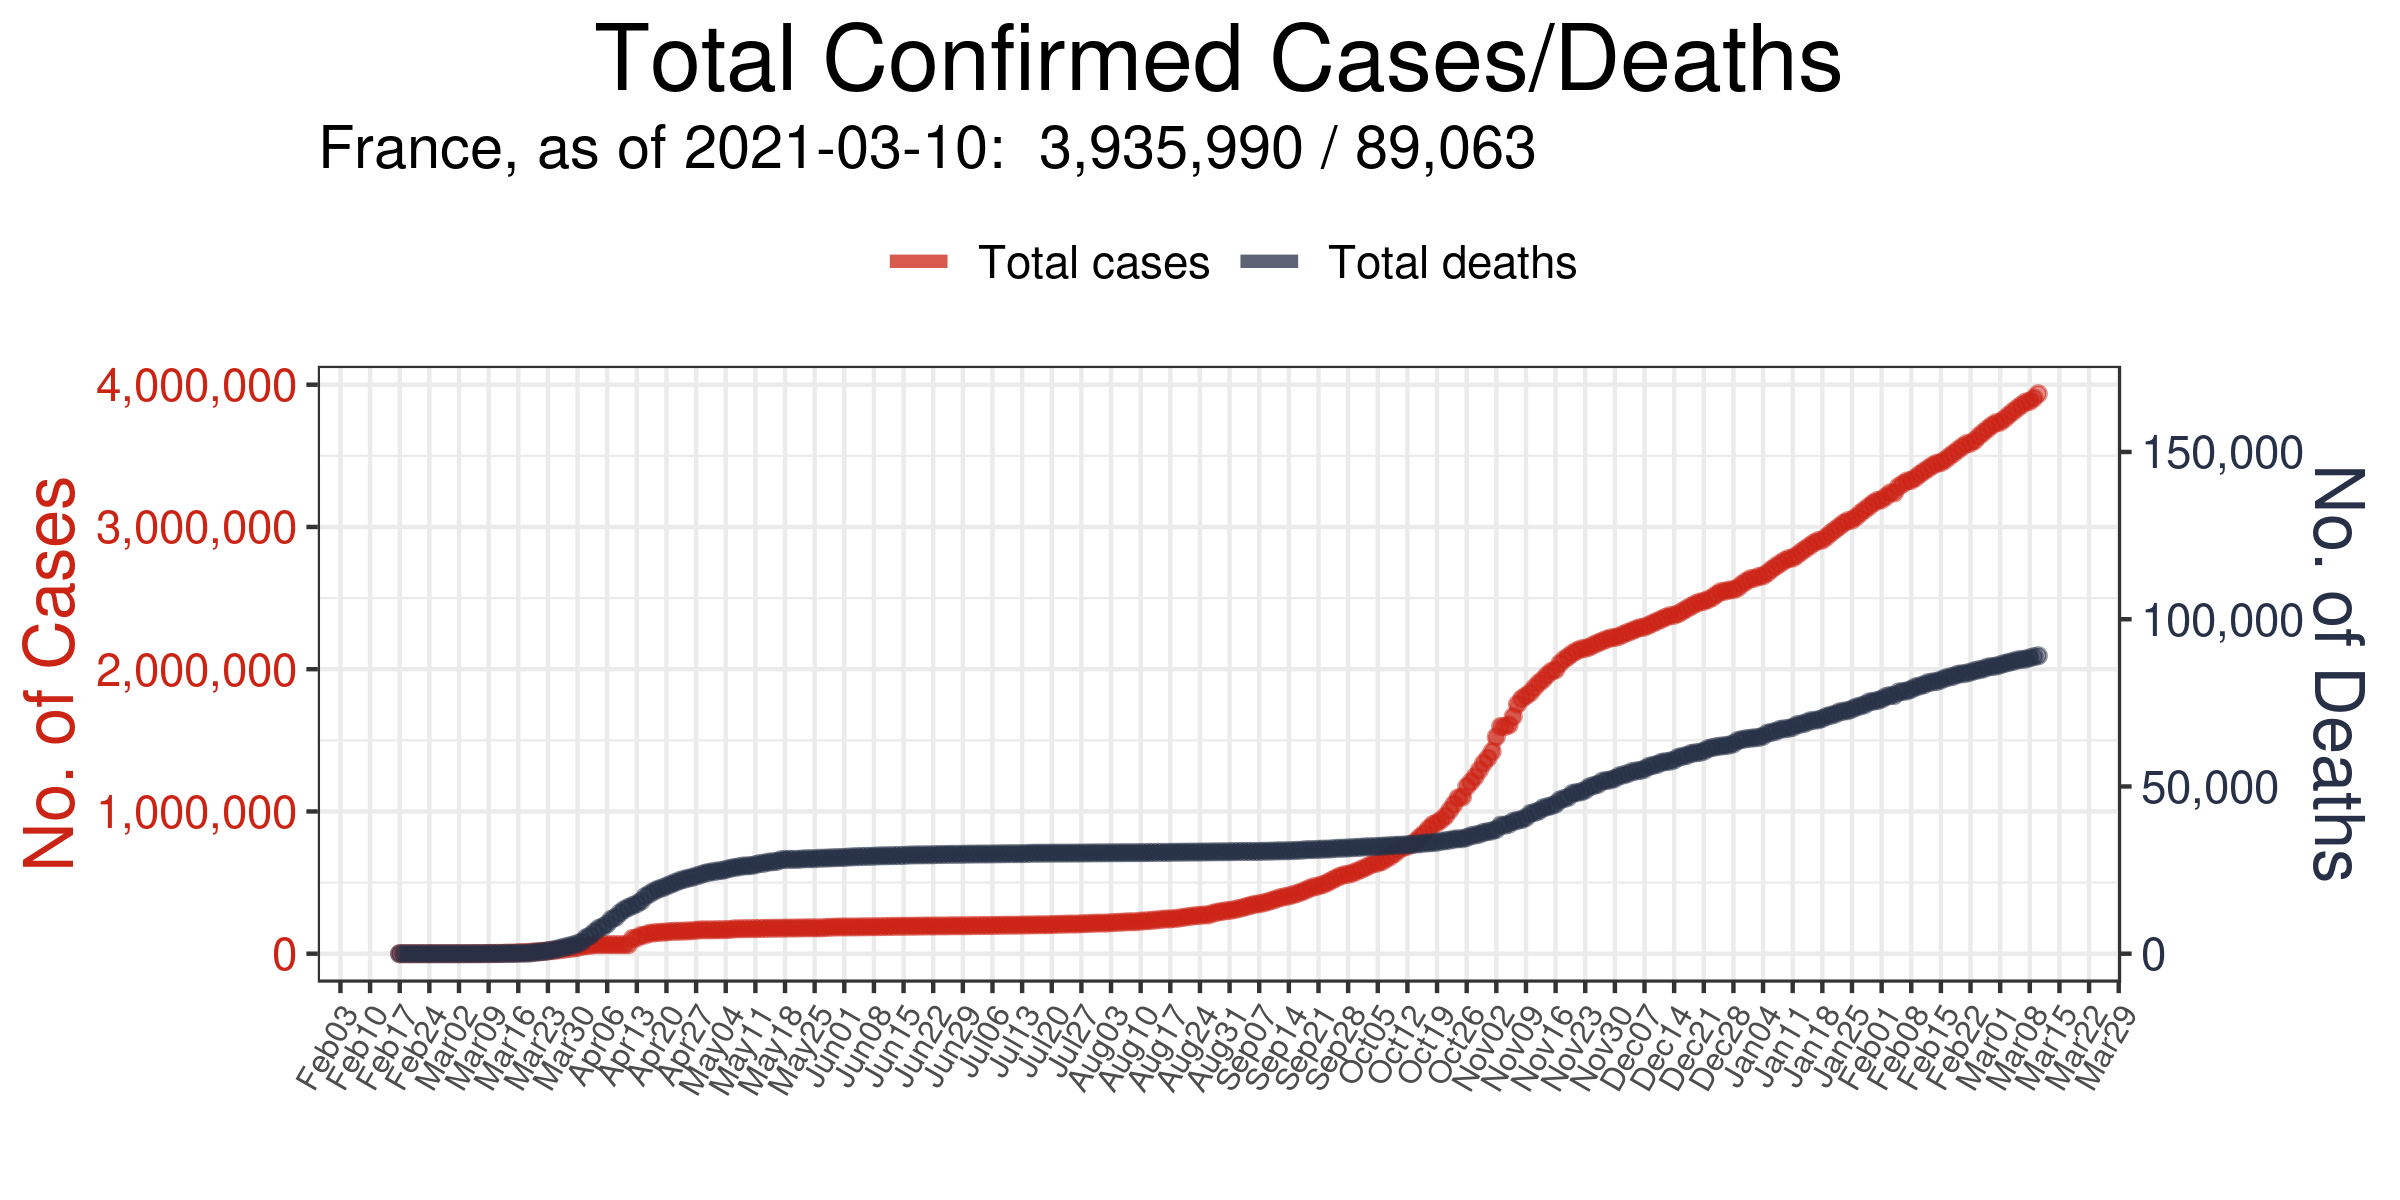 Total Confirmed Cases/Deaths
France, as of 2021-03-10: 3,935,990 / 89,063
Total cases
Total deaths
No. of Cases
4,000,000
3,000,000
2,000,000
1,000,000
0
150,000
100,000
50,000
0
No. of Deaths
Feb03
Feb10
Feb17
Feb24
Mar02
Mar09
Mar16
Mar23
Mar30
Apr06
Apr13
Apr20
Apr27
May04
May11
May18
May25
Jun01
Jun08
Jun15
Jun22
Jun29
Jul06
Jul13
Jul20
Jul27
Aug03
Aug10
Aug17
Aug24
Aug31
Sep07
Sep14
Sep21
Sep28
Oct05
Oct12
Oct19
Oct26
Nov02
Nov09
Nov16
Nov23
Nov30
Dec07
Dec14
Dec21
Dec28
Jan04
Jan11
Jan18
Jan25
Feb01
Feb08
Feb15
Feb22
Mar01
Mar08
Mar15
Mar22
Mar29